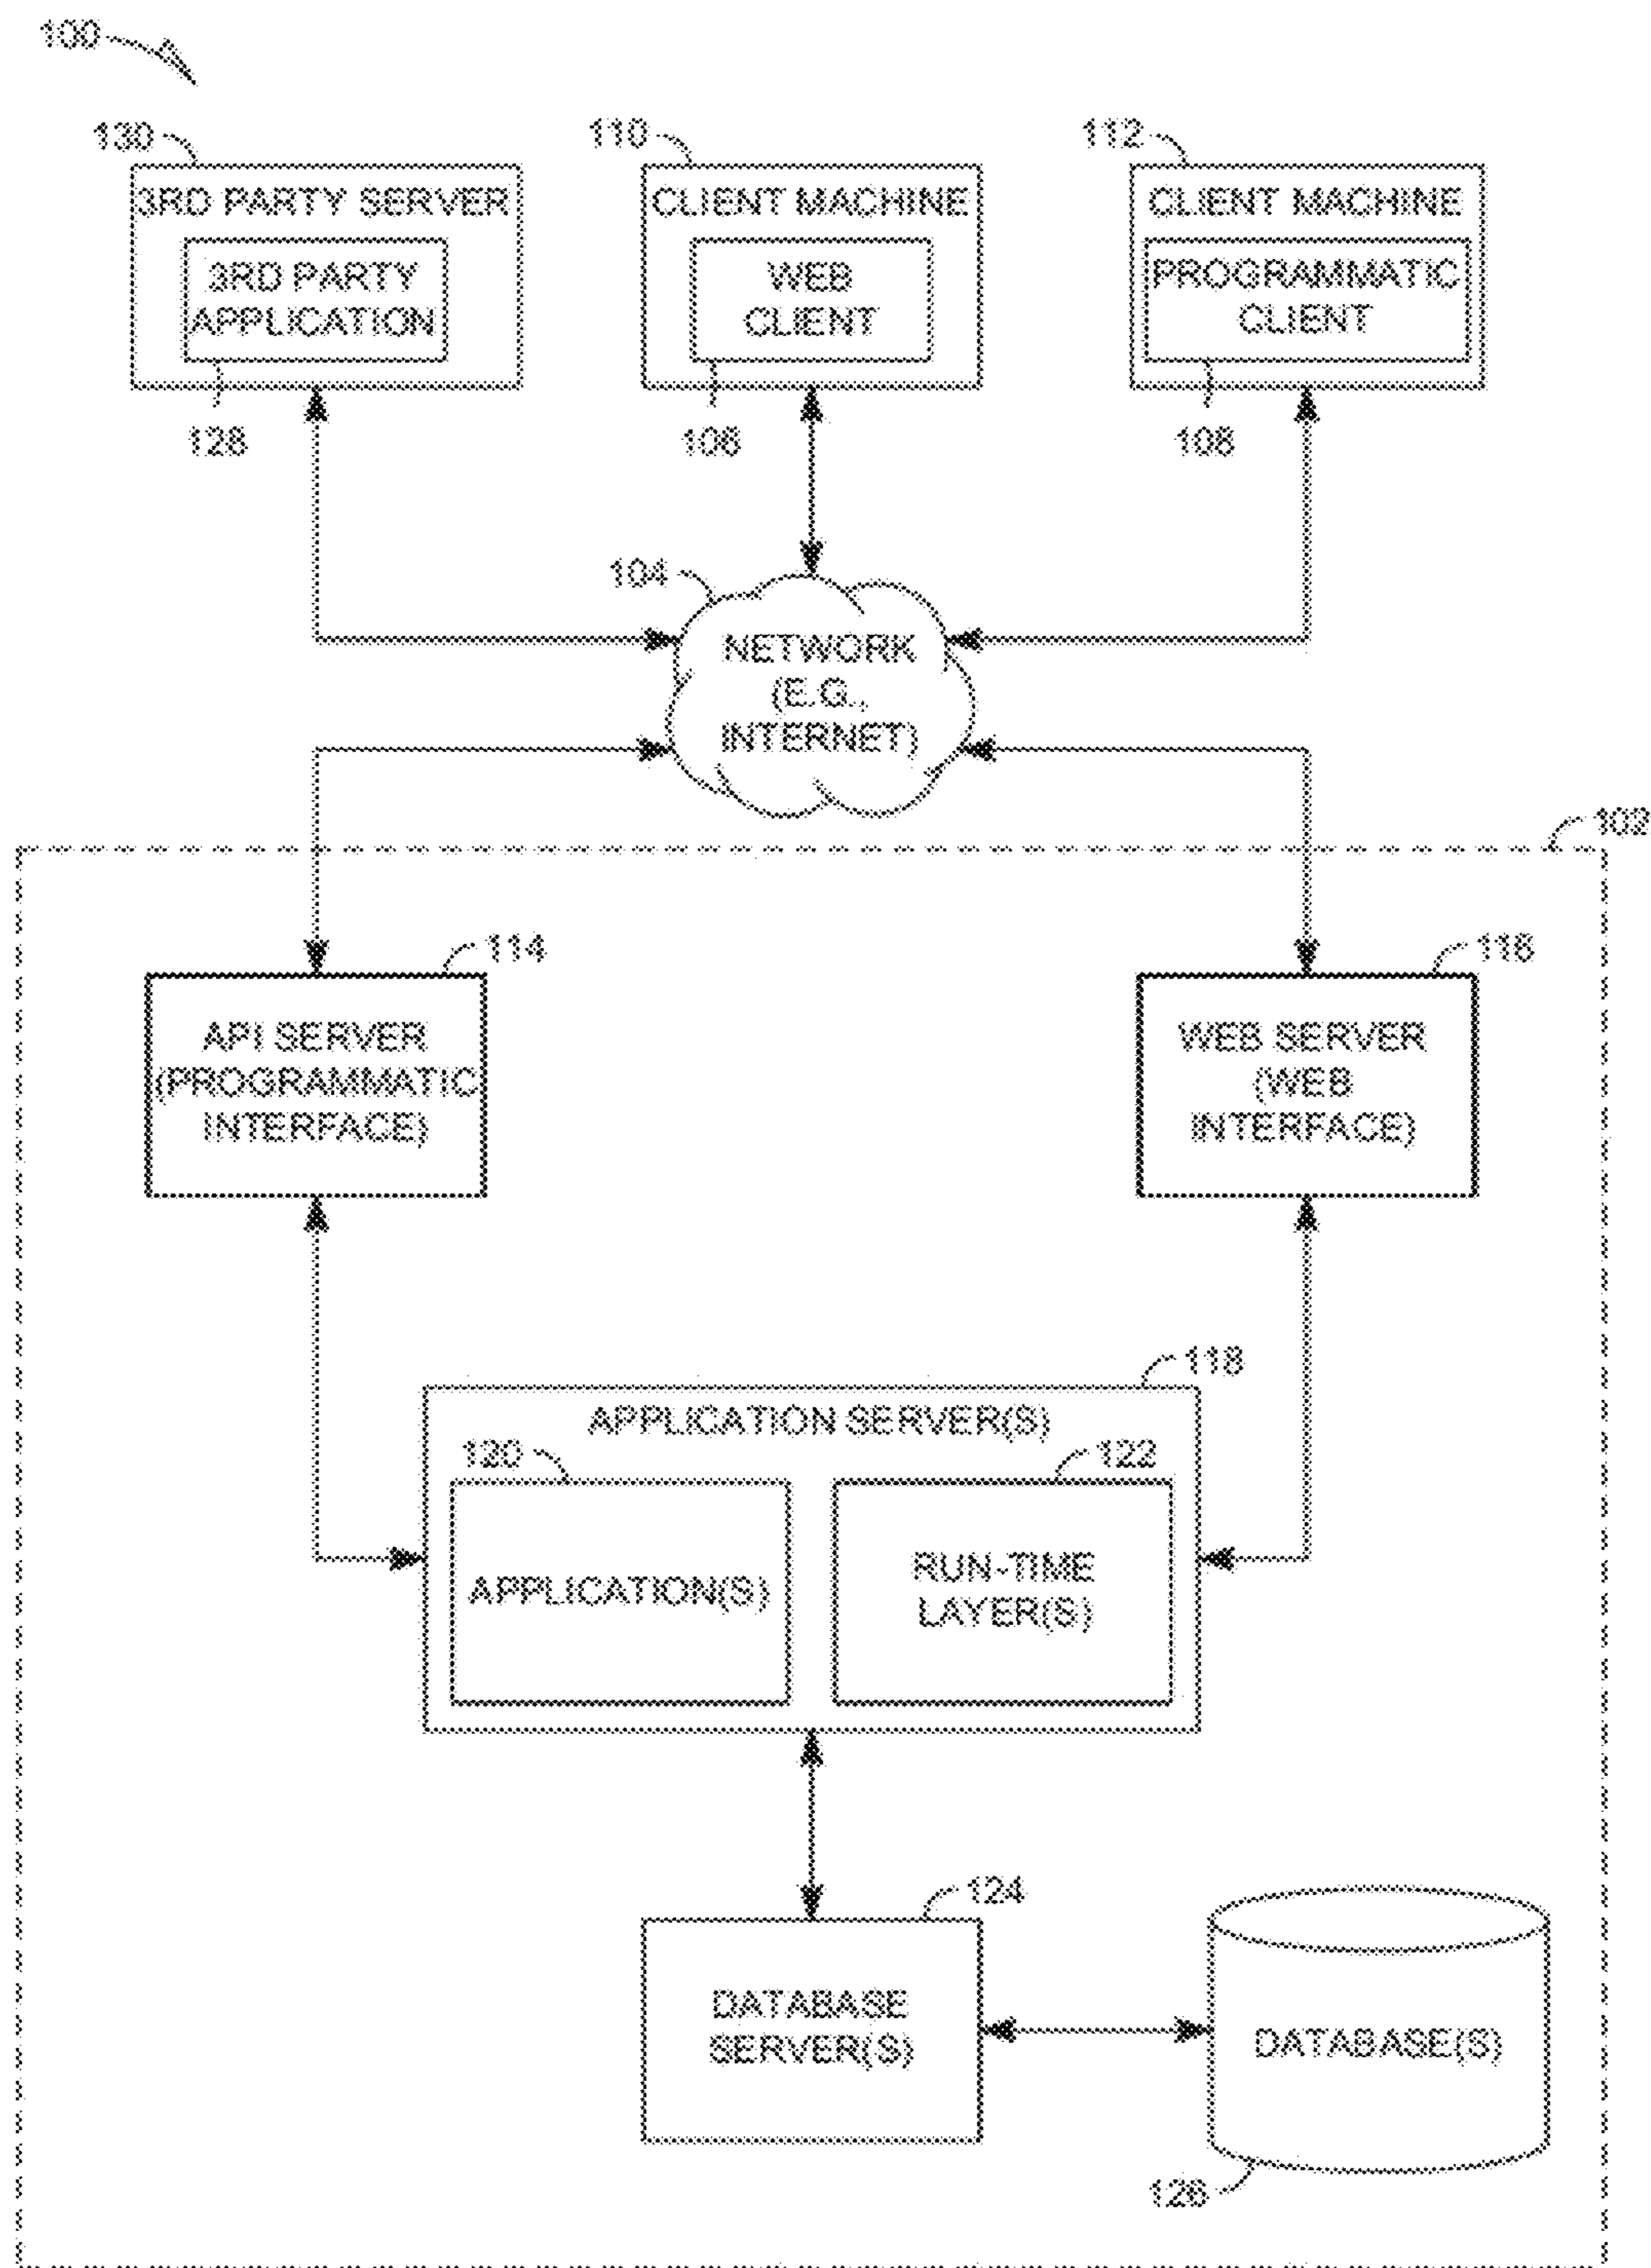 100
130
110
112
3RD PARTY SERVER
3RD PARTY
APPLICATION
128
CLIENT MACHINE
WEB
CLIENT
106
CLIENT MACHINE
PROGRAMMATIC
CLIENT
108
104
NETWORK
(E.G.,
INTERNET)
102
114
API SERVER
(PROGRAMMATIC
INTERFACE)
116
WEB SERVER
(WEB
INTERFACE)
118
APPLICATION SERVER(S)
120
APPLICATION(S)
122
RUN-TIME
LAYER(S)
124
DATABASE
SERVER(S)
DATABASE(S)
126